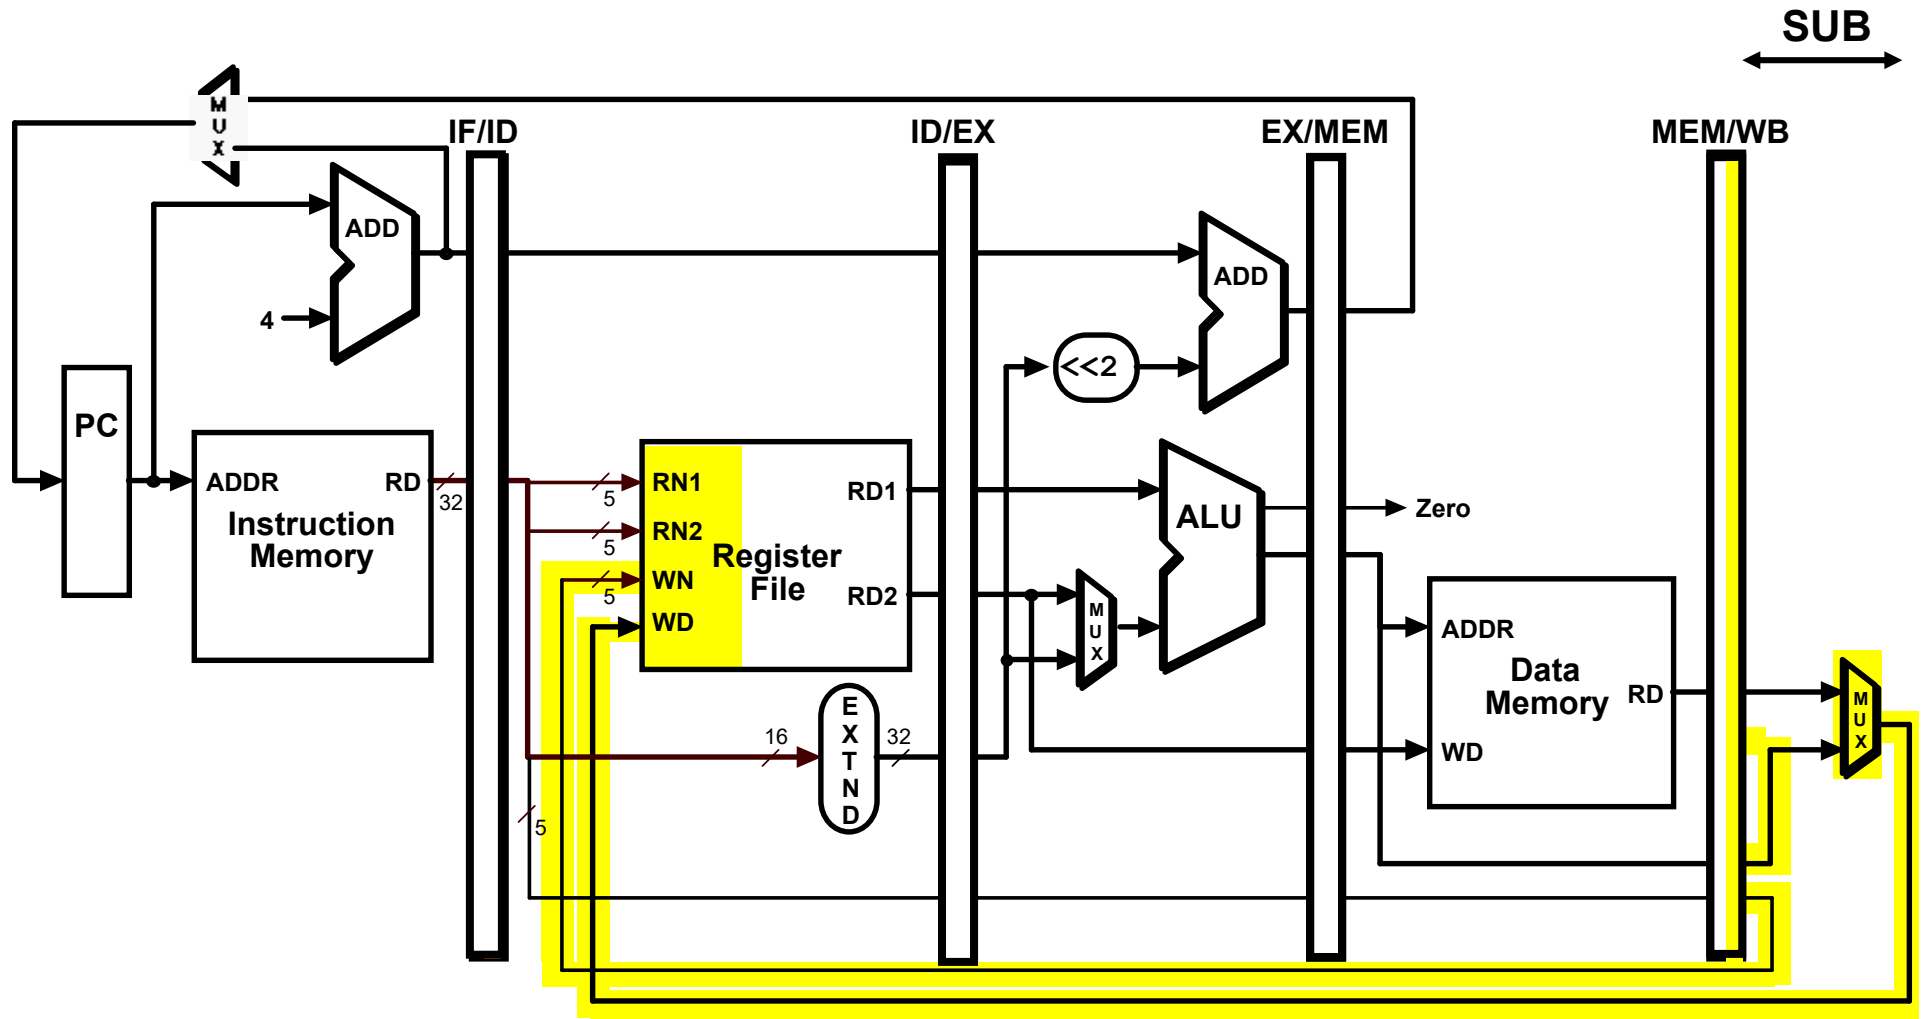 SUB
M
U
X
IF/ID
ID/EX
EX/MEM
MEM/WB
ADD
4
ADD
<<2
PC
ADDR
RD
32
Instruction
Memory
5
RN1
5
RN2
5
WN
WD
Register
File
RD1
RD2
ALU
Zero
M
U
X
ADDR
Data
Memory
RD
WD
M
U
X
16
E
X
T
N
D
32
5